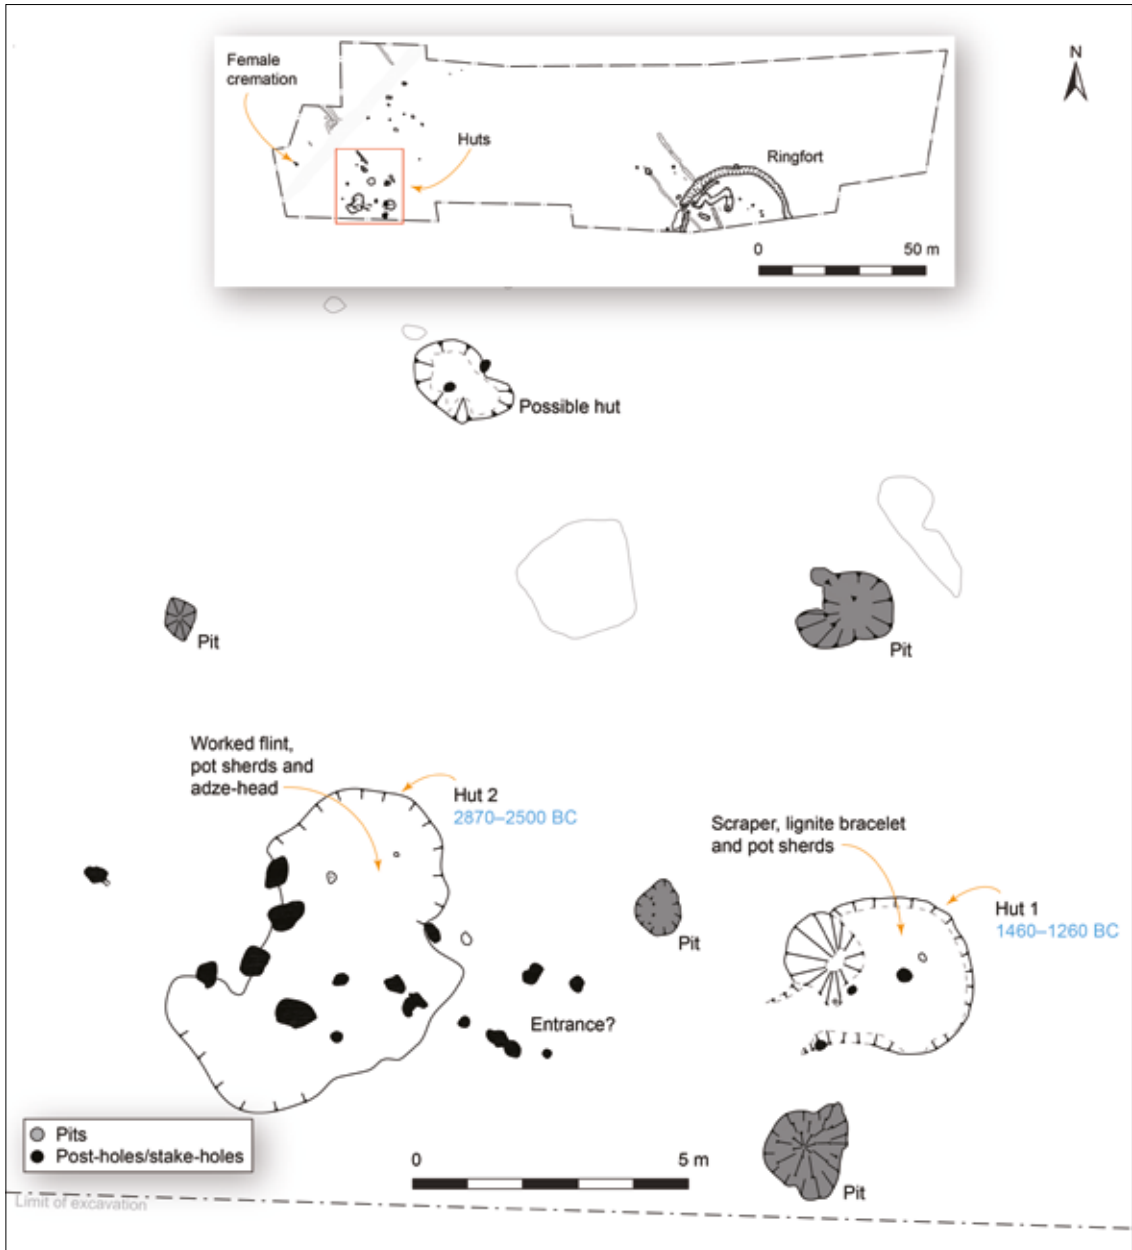 Female
cremation
N
Huts
Ringfort
0
50 m
Possible hut
Pit
Pit
Worked flint,
pot sherds and
adze-head
Hut 2
2870–2500 BC
Scraper, lignite bracelet
and pot sherds
Hut 1
1460–1260 BC
Pit
Entrance?
Pits
Post-holes/stake-holes
0
5 m
Pit
Limit of excavation